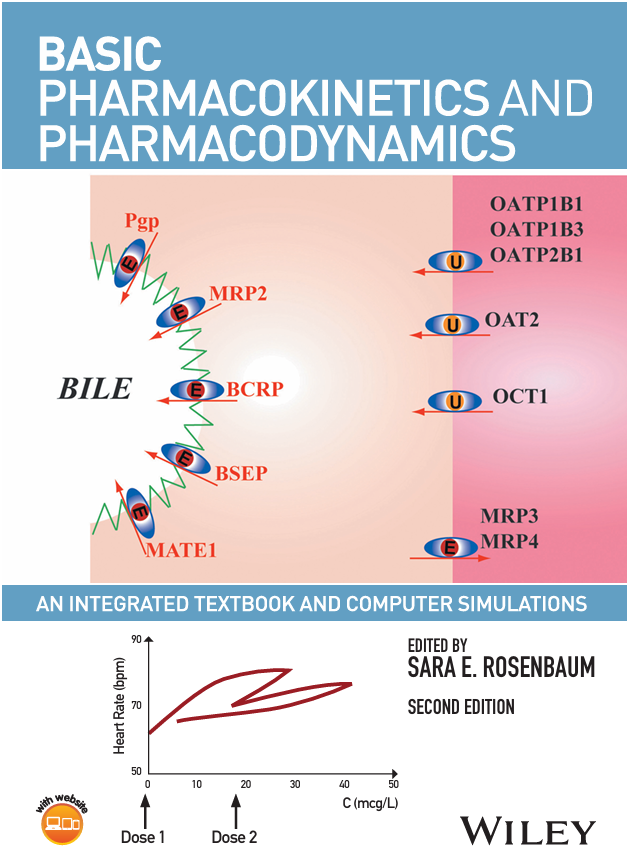 BASIC
PHARMACOKINETICS AND
PHARMACODYNAMICS
Pgp
E
MRP2
E
BILE
BCRP
E
BSEP
E
MATE1
E
OATP1B1
OATP1B3
OATP2B1
U
OAT2
U
OCT1
U
MRP3
MRP4
E
AN INTEGRATED TEXTBOOK AND COMPUTER SIMULATIONS
EDITED BY
SARA E. ROSENBAUM
SECOND EDITION
Heart Rate (bpm)
90
70
50
0 10 20 30 40 50
C (mcg/L)
Dose 1 Dose 2
with website
WILEY